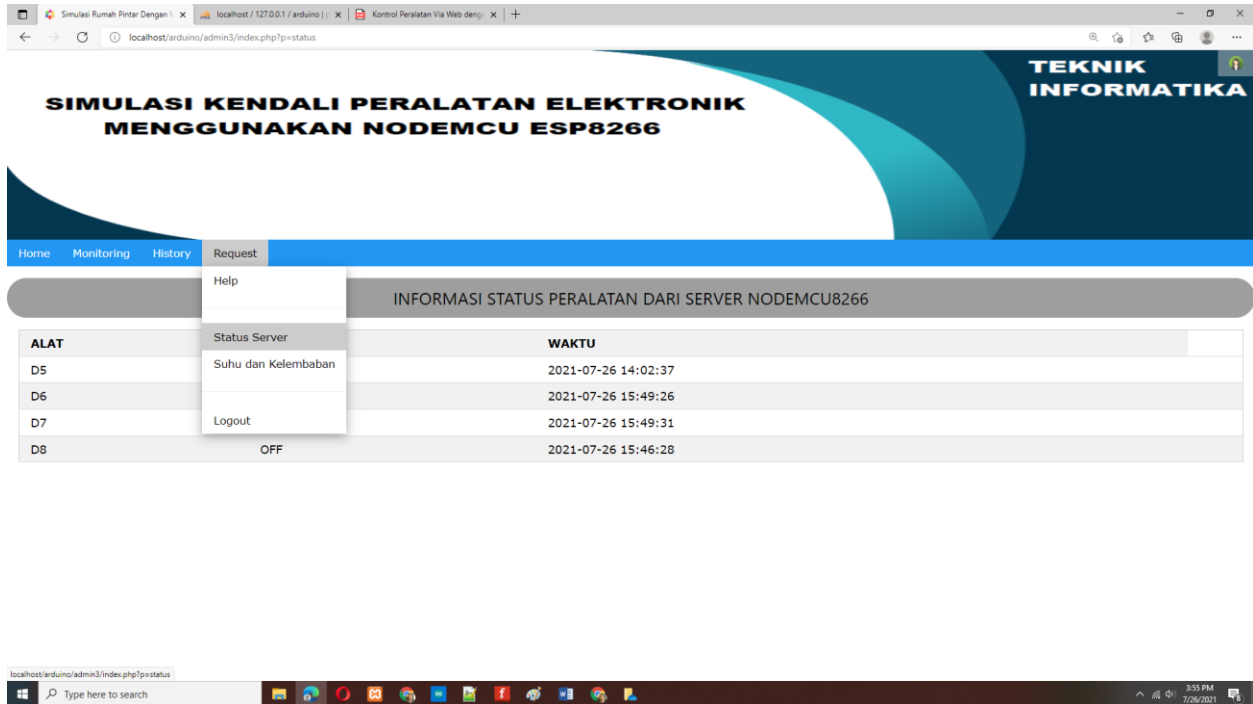 Simulasi Rumah Pintar Dengan
localhost / 127.0.0.1 / arduino |
Kontrol Peralatan Via Web deng
localhost/arduino/admin3/index.php?p=status
TEKNIK
INFORMATIKA
SIMULASI KENDALI PERALATAN ELEKTRONIK
MENGGUNAKAN NODEMCU ESP8266
Home Monitoring History Request
Help
Status Server
Suhu dan Kelembaban
Logout
INFORMASI STATUS PERALATAN DARI SERVER NODEMCU8266
ALAT WAKTU
D5 2021-07-26 14:02:37
D6 2021-07-26 15:49:26
D7 2021-07-26 15:49:31
D8 OFF 2021-07-26 15:46:28
localhost/arduino/admin3/index.php?p=status
Type here to search
3:55 PM
7/26/2021